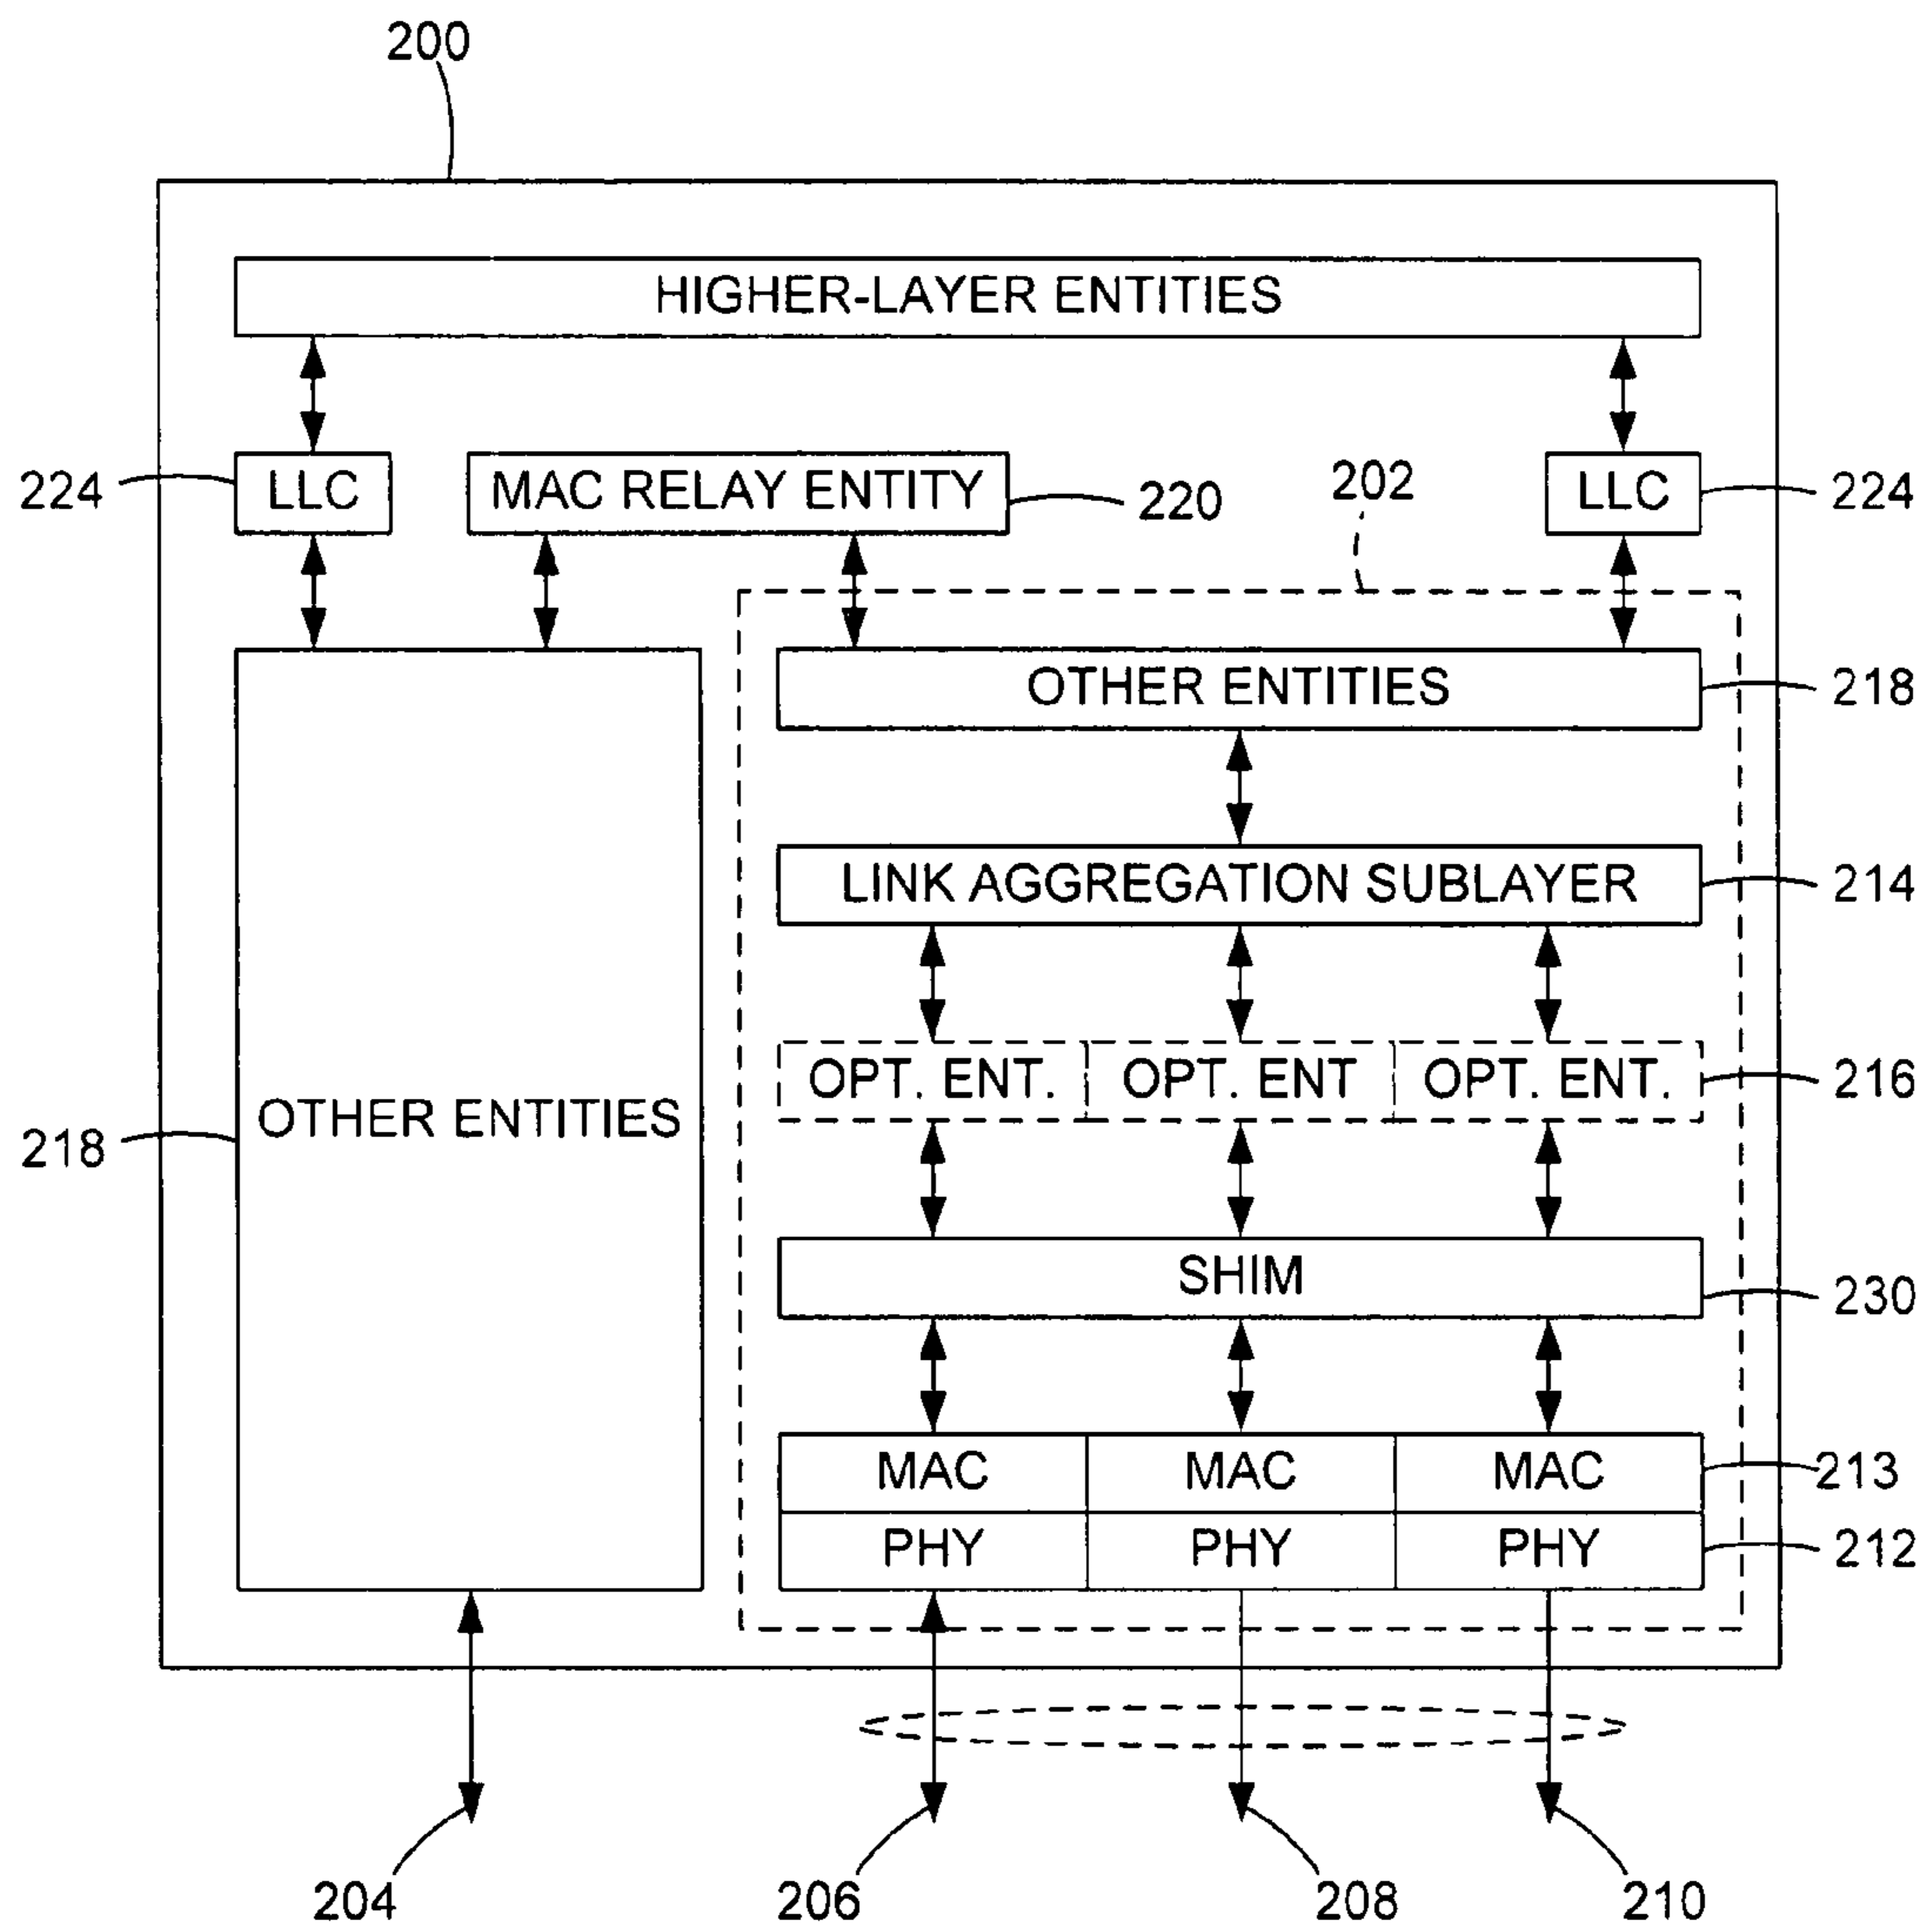 200
HIGHER-LAYER ENTITIES
224
LLC
MAC RELAY ENTITY
220
202
LLC
224
OTHER ENTITIES
218
LINK AGGREGATION SUBLAYER
214
OPT. ENT.
OPT. ENT
OPT. ENT.
216
218
OTHER ENTITIES
SHIM
230
MAC
MAC
MAC
213
PHY
PHY
PHY
212
204
206
208
210